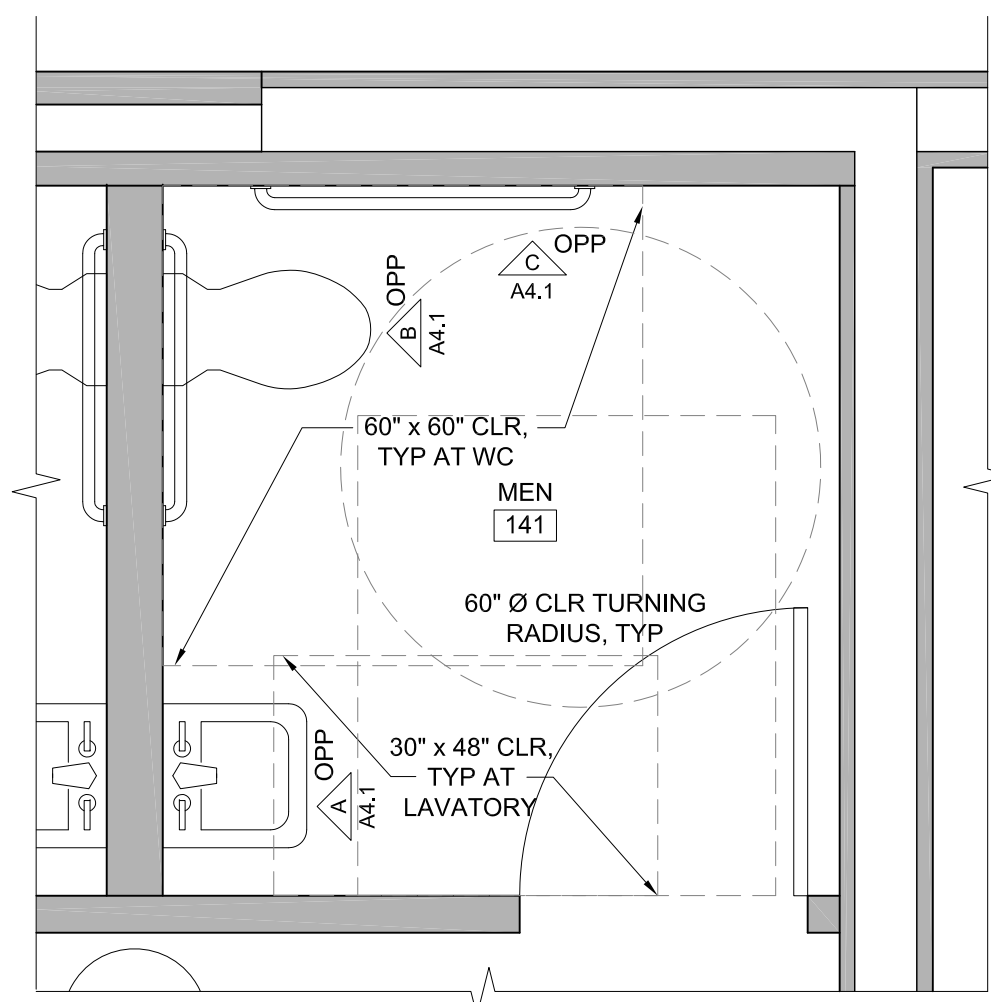 OPP
C
A4.1
OPP
B
A4.1
60" x 60" CLR,
TYP AT WC
MEN
141
60" Ø CLR TURNING
RADIUS, TYP
OPP
A
A4.1
30" x 48" CLR,
TYP AT
LAVATORY